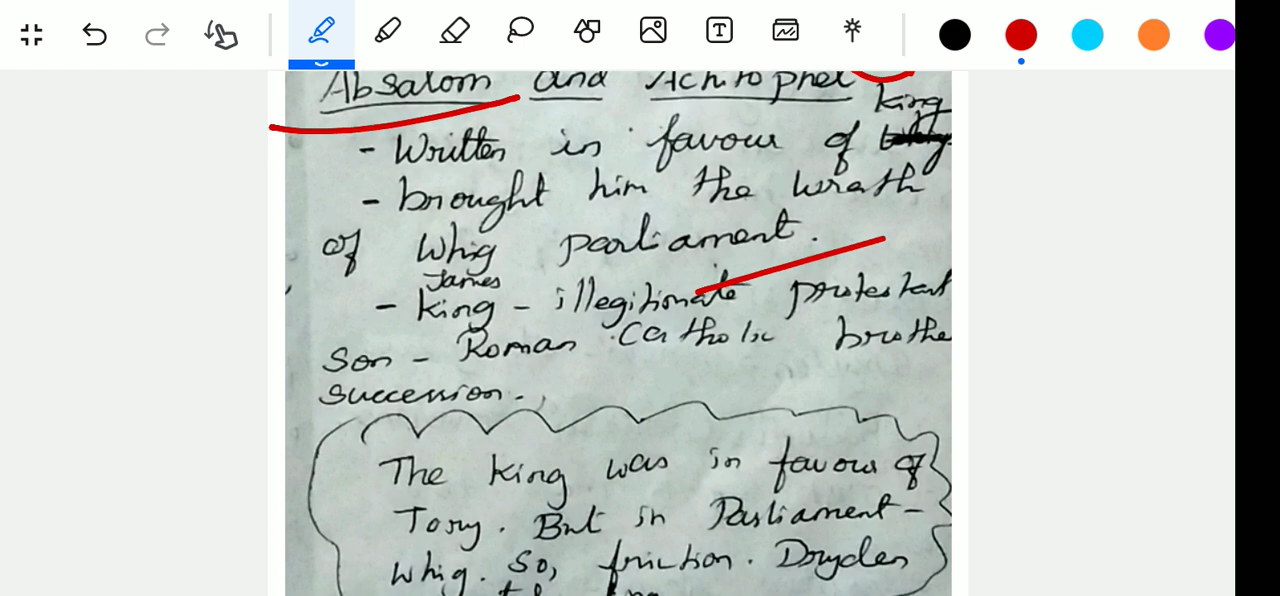 Absalom and Achitophel
king
- Written in favour of
- brought him the wrath
of Whig parliament.
James
- King - illegitimate protestant
Son - Roman Catholic brothe
succession.
The King was in favour of
Tory. But in Parliament -
Whig. So, friction. Dryden